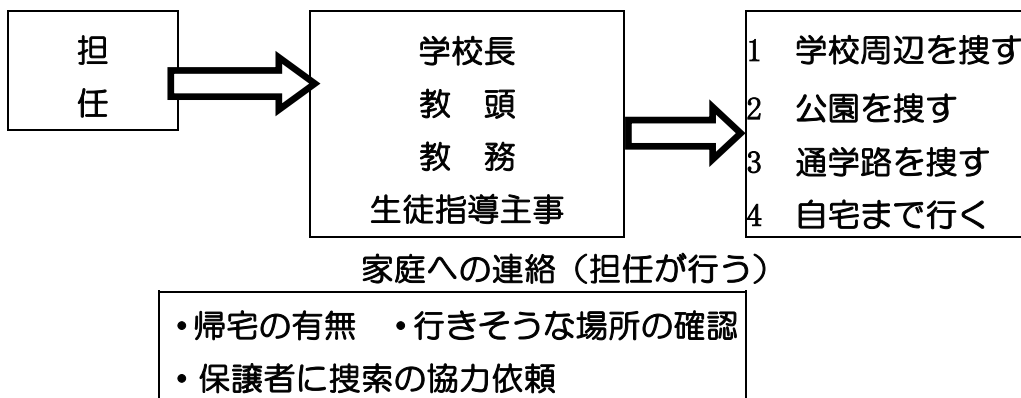 担
任
学校長
教　頭
教　務
生徒指導主事
1　学校周辺を捜す
2　公園を捜す
3　通学路を捜す
4　自宅まで行く
家庭への連絡（担任が行う）
・帰宅の有無　・行きそうな場所の確認
・保護者に捜索の協力依頼